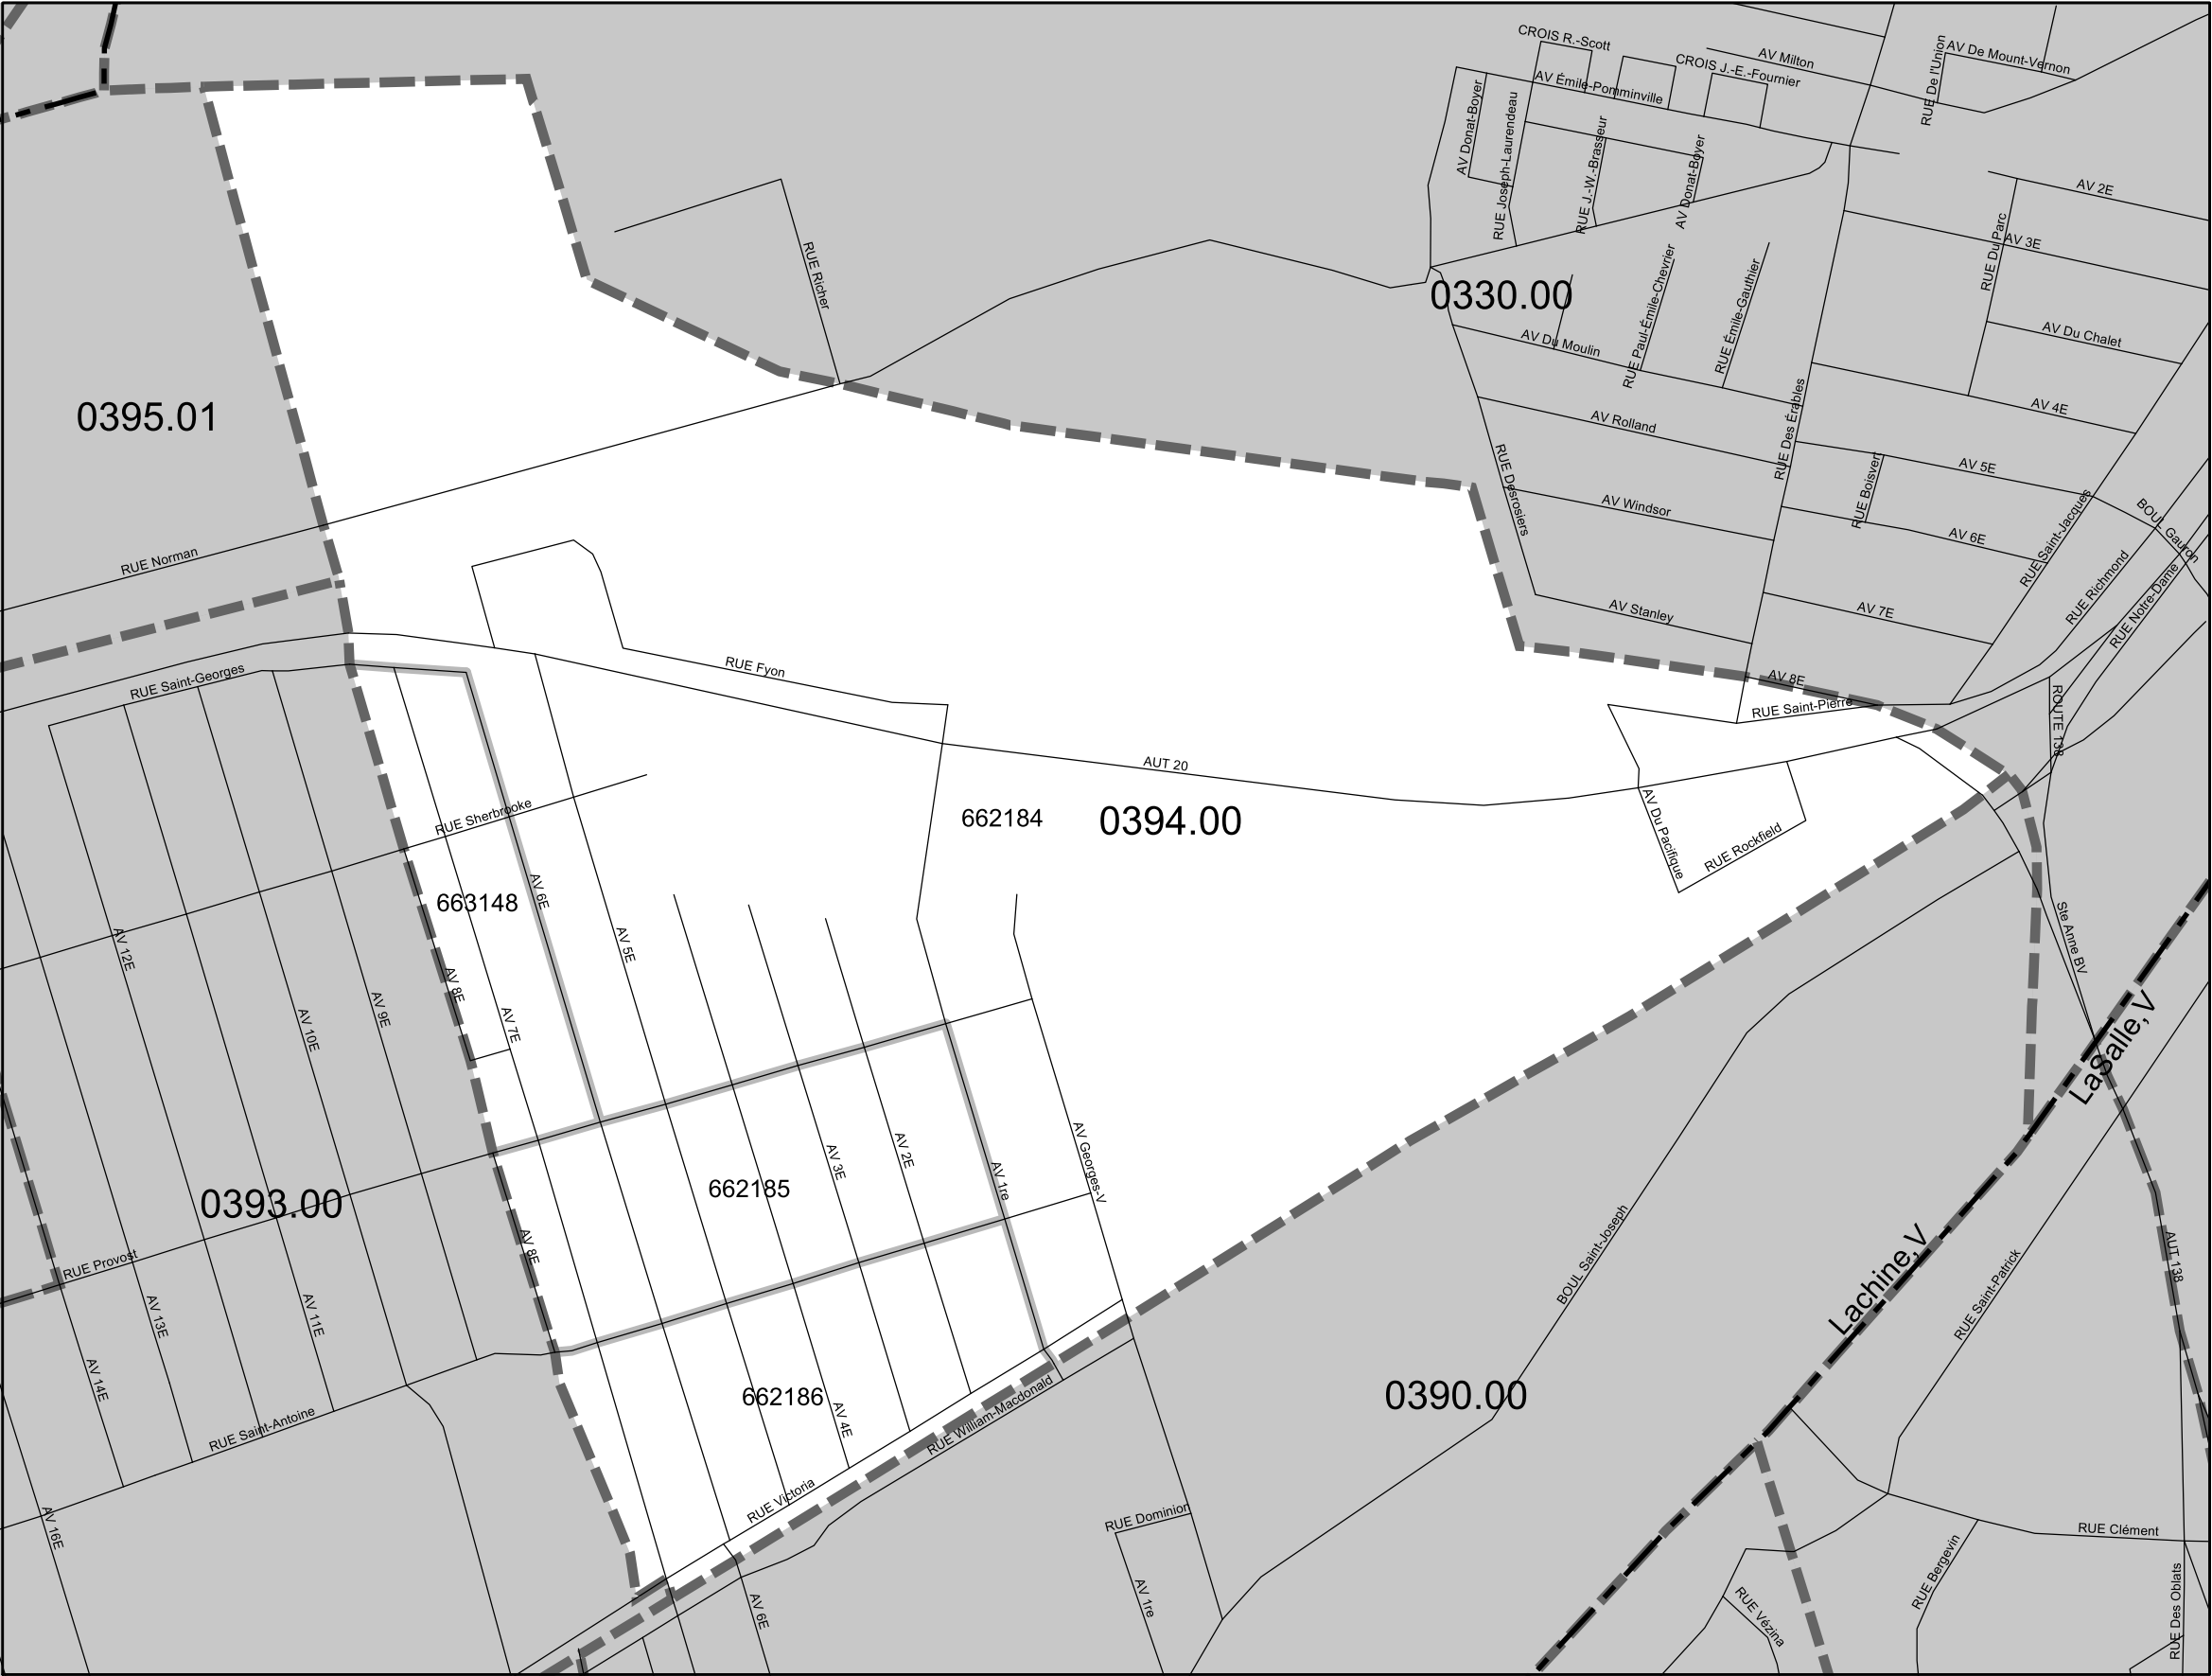 CROIS R.-Scott
AV Milton
AV De Mount-Vernon
RUE De l'Union
CROIS J.-E.-Fournier
AV Émile-Pomminville
AV Donat-Boyer
RUE Joseph-Laurendeau
RUE J.-W.-Brasseur
AV Donat-Boyer
AV 2E
AV 3E
RUE Du Parc
RUE Richer
0330.00
RUE Paul-Émile-Chevrier
RUE Émile-Gauthier
AV Du Moulin
AV Du Chalet
0395.01
RUE Des Érables
AV 4E
AV Rolland
RUE Desrosiers
AV 5E
RUE Boisvert
AV Windsor
AV 6E
RUE Saint-Jacques
BOUL Gauron
RUE Norman
RUE Richmond
RUE Notre-Dame
AV Stanley
AV 7E
RUE Fyon
RUE Saint-Georges
AV 8E
RUE Saint-Pierre
ROUTE 138
AUT 20
RUE Sherbrooke
662184
0394.00
AV Du Pacifique
RUE Rockfield
663148
AV 6E
AV 5E
AV 12E
Ste Anne BV
AV 8E
AV 9E
AV 10E
AV 7E
LaSalle,V
AV 3E
AV 2E
AV 1re
AV Georges-V
662185
0393.00
AV 8E
RUE Provost
BOUL Saint-Joseph
Lachine,V
RUE Saint-Patrick
AUT 138
AV 13E
AV 11E
AV 14E
662186
AV 4E
0390.00
RUE Saint-Antoine
RUE William-Macdonald
RUE Victoria
AV 16E
RUE Dominion
RUE Clément
AV 6E
AV 1re
RUE Bergevin
RUE Vézina
RUE Des Oblats